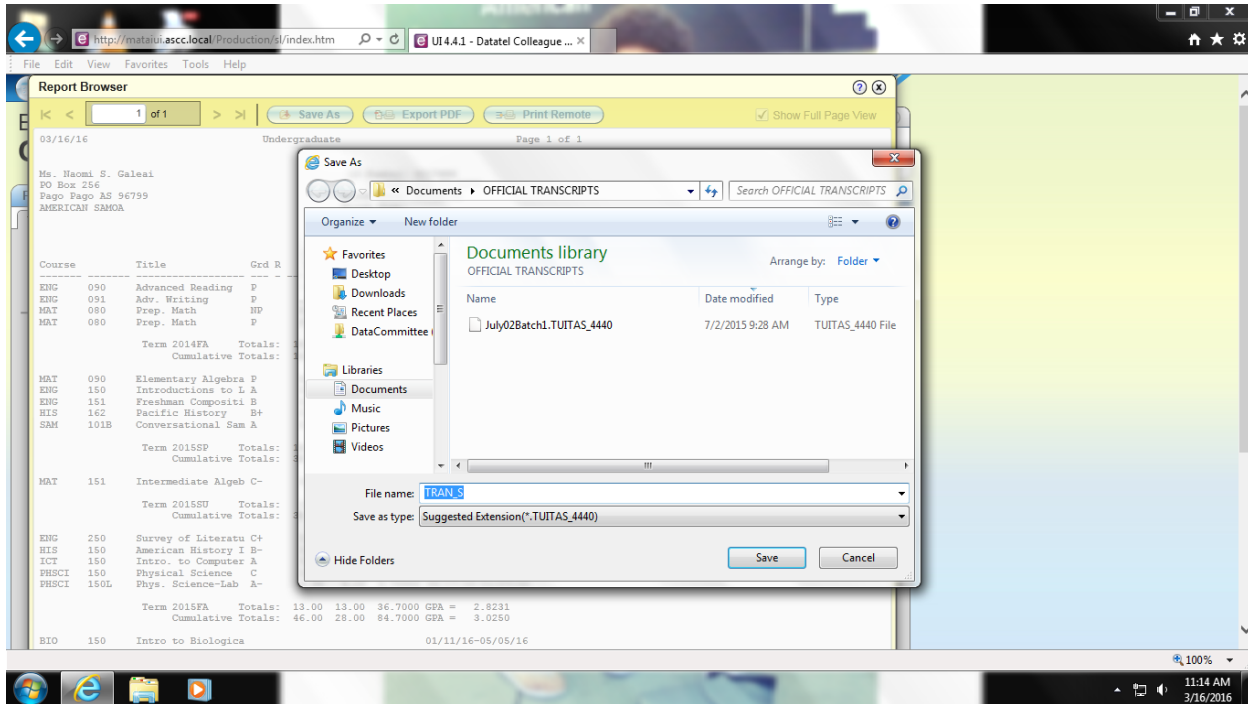 American
http://mataiui.ascc.local/Production/sl/index.htm
UI 4.4.1 - Datatel Colleague ...
File Edit View Favorites Tools Help
Report Browser
1 of 1 Save As Export PDF Print Remote Show Full Page View
03/16/16 Undergraduate Page 1 of 1
Ms. Naomi S. Galeai
PO Box 256
Pago Pago AS 96799
AMERICAN SAMOA
Course Title Grd R
ENG 090 Advanced Reading P
ENG 091 Adv. Writing P
MAT 080 Prep. Math NP
MAT 080 Prep. Math P
Term 2014FA Totals:
Cumulative Totals:
MAT 090 Elementary Algebra P
ENG 150 Introductions to L A
ENG 151 Freshman Compositi B
HIS 162 Pacific History B+
SAM 101B Conversational Sam A
Term 2015SP Totals:
Cumulative Totals:
MAT 151 Intermediate Algeb C-
Term 2015SU Totals:
Cumulative Totals:
ENG 250 Survey of Literatu C+
HIS 150 American History I B-
ICT 150 Intro. to Computer A
PHSCI 150 Physical Science C
PHSCI 150L Phys. Science-Lab A-
Term 2015FA Totals: 13.00 13.00 36.7000 GPA = 2.8231
Cumulative Totals: 46.00 28.00 84.7000 GPA = 3.0250
BIO 150 Intro to Biologica 01/11/16-05/05/16
Save As
« Documents OFFICIAL TRANSCRIPTS Search OFFICIAL TRANSCRIPTS
Organize New folder
Favorites
Desktop
Downloads
Recent Places
DataCommittee
Libraries
Documents
Music
Pictures
Videos
Documents library
OFFICIAL TRANSCRIPTS
Arrange by: Folder
Name Date modified Type
July02Batch1.TUITAS_4440 7/2/2015 9:28 AM TUITAS_4440 File
File name: TRAN_S
Save as type: Suggested Extension(*.TUITAS_4440)
Hide Folders Save Cancel
100%
11:14 AM
3/16/2016